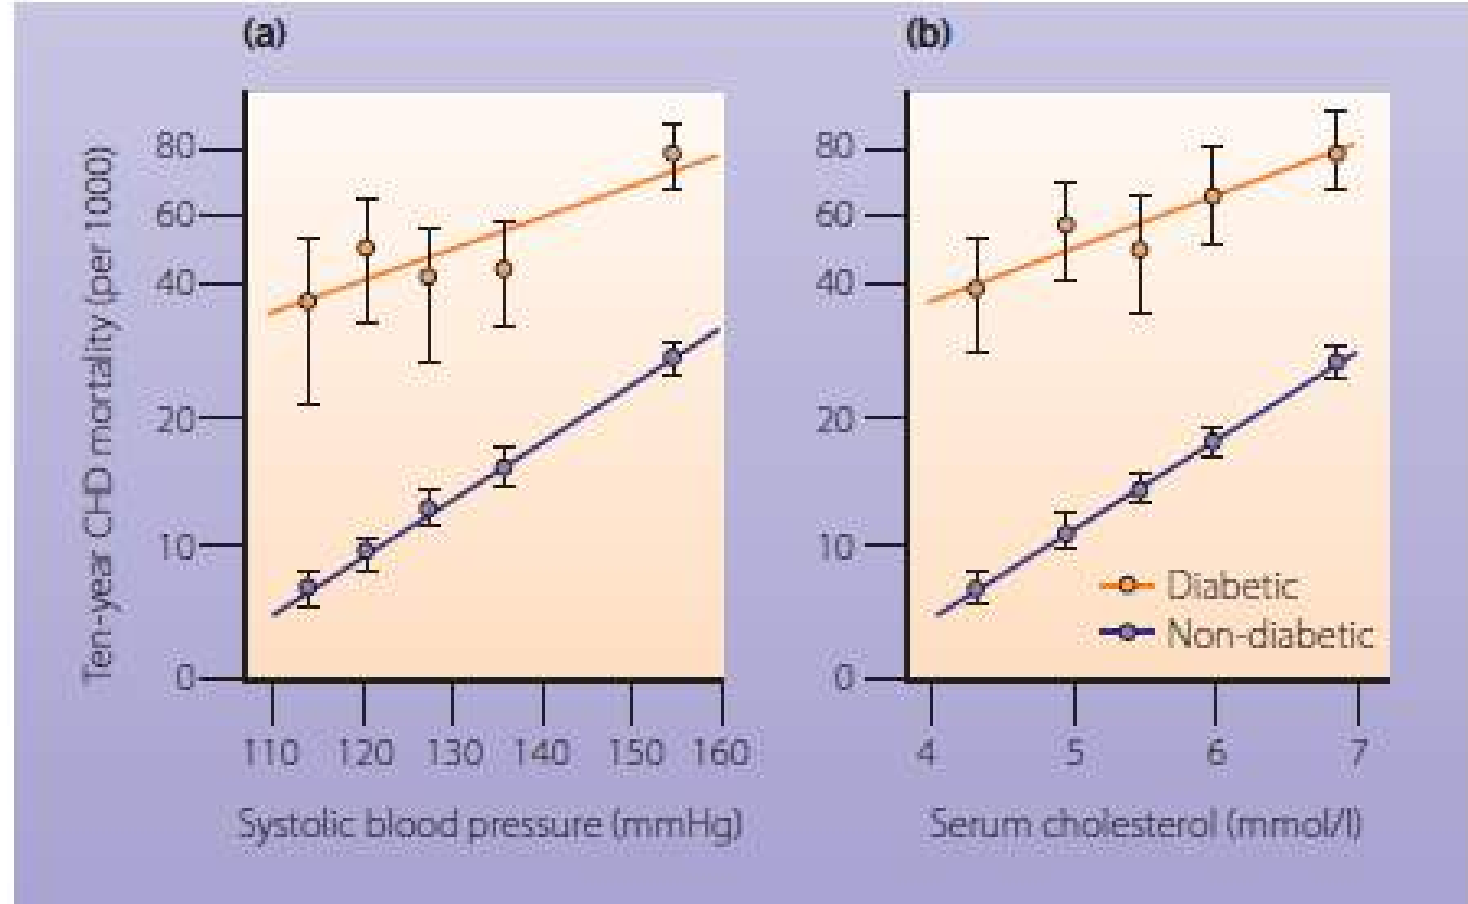 (a)
(b)
Ten-year CHD mortality (per 1000)
80
60
40
20
10
0
110 120 130 140 150 160
Systolic blood pressure (mmHg)
80
60
40
20
10
0
Diabetic
Non-diabetic
4 5 6 7
Serum cholesterol (mmol/l)